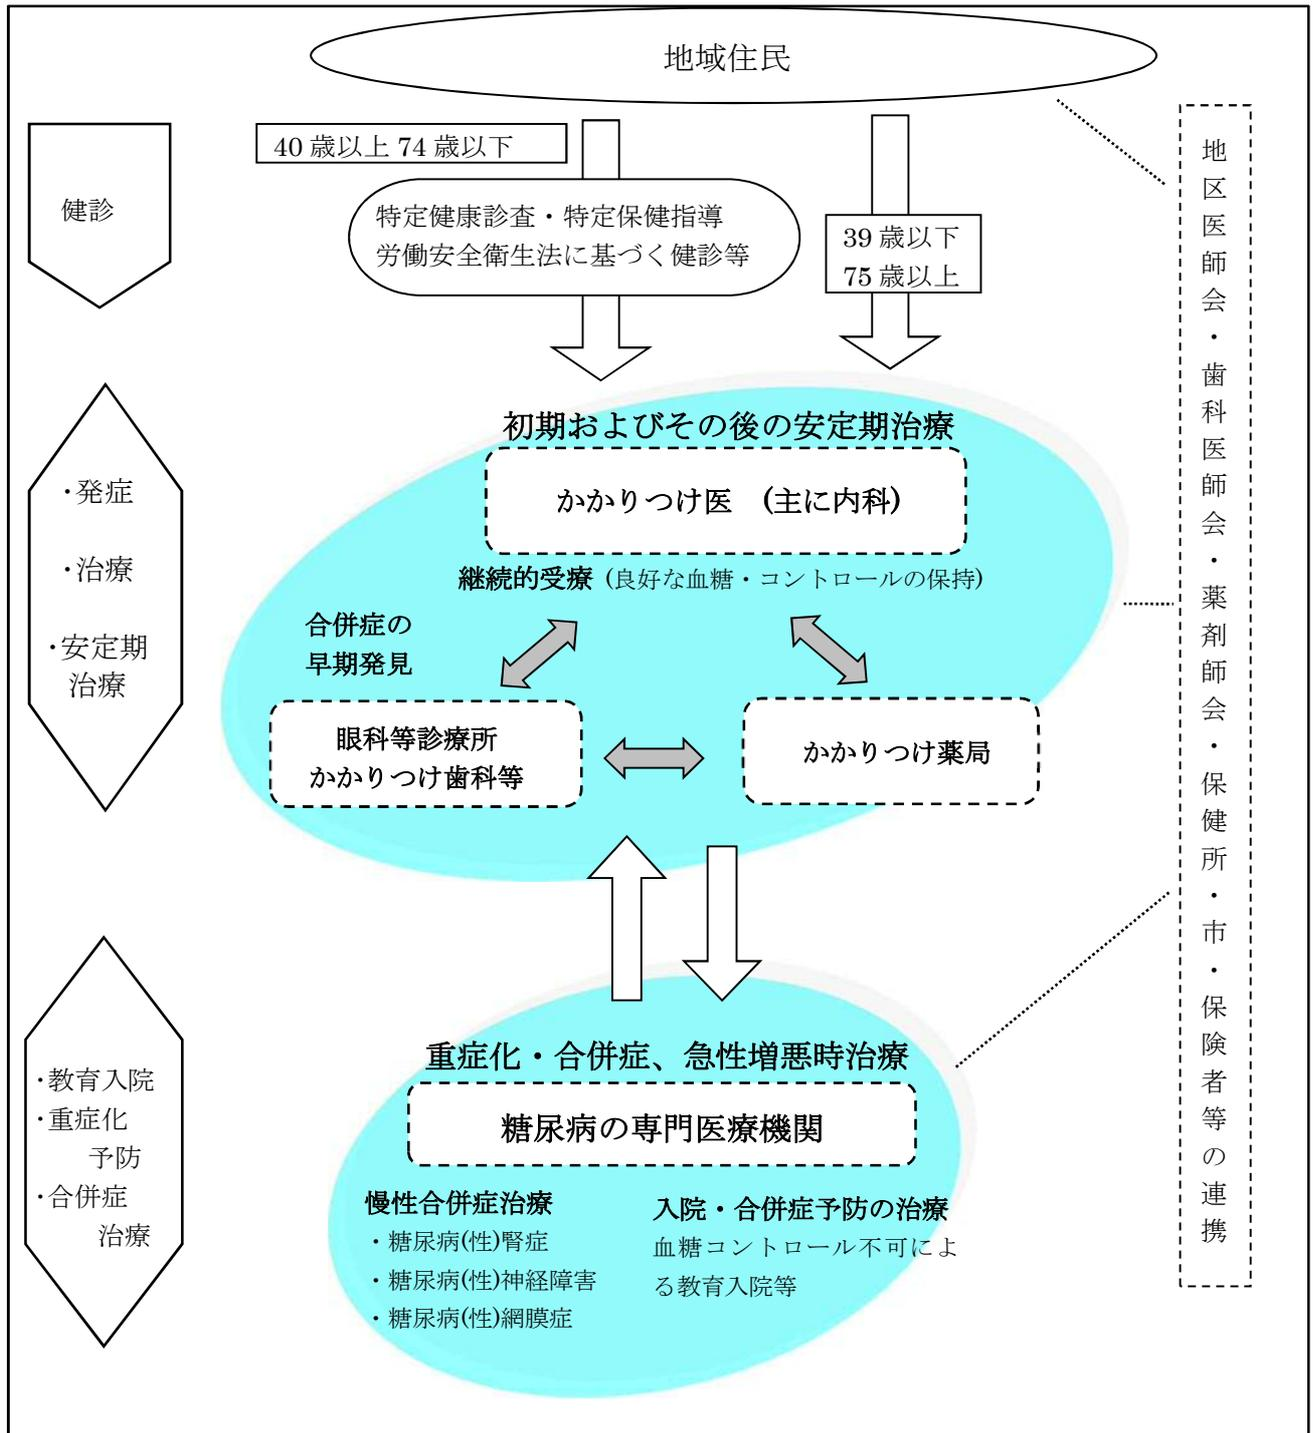 地域住民
40 歳以上 74 歳以下
健診
特定健康診査・特定保健指導
労働安全衛生法に基づく健診等
39 歳以下
75 歳以上
初期およびその後の安定期治療
かかりつけ医　(主に内科)
継続的受療 (良好な血糖・コントロールの保持)
・発症
・治療
・安定期
治療
合併症の
早期発見
眼科等診療所
かかりつけ歯科等
かかりつけ薬局
重症化・合併症、急性増悪時治療
糖尿病の専門医療機関
・教育入院
・重症化
予防
・合併症
治療
慢性合併症治療
・糖尿病(性)腎症
・糖尿病(性)神経障害
・糖尿病(性)網膜症
入院・合併症予防の治療
血糖コントロール不可によ
る教育入院等
地区医師会・歯科医師会・薬剤師会・保健所・市・保険者等の連携